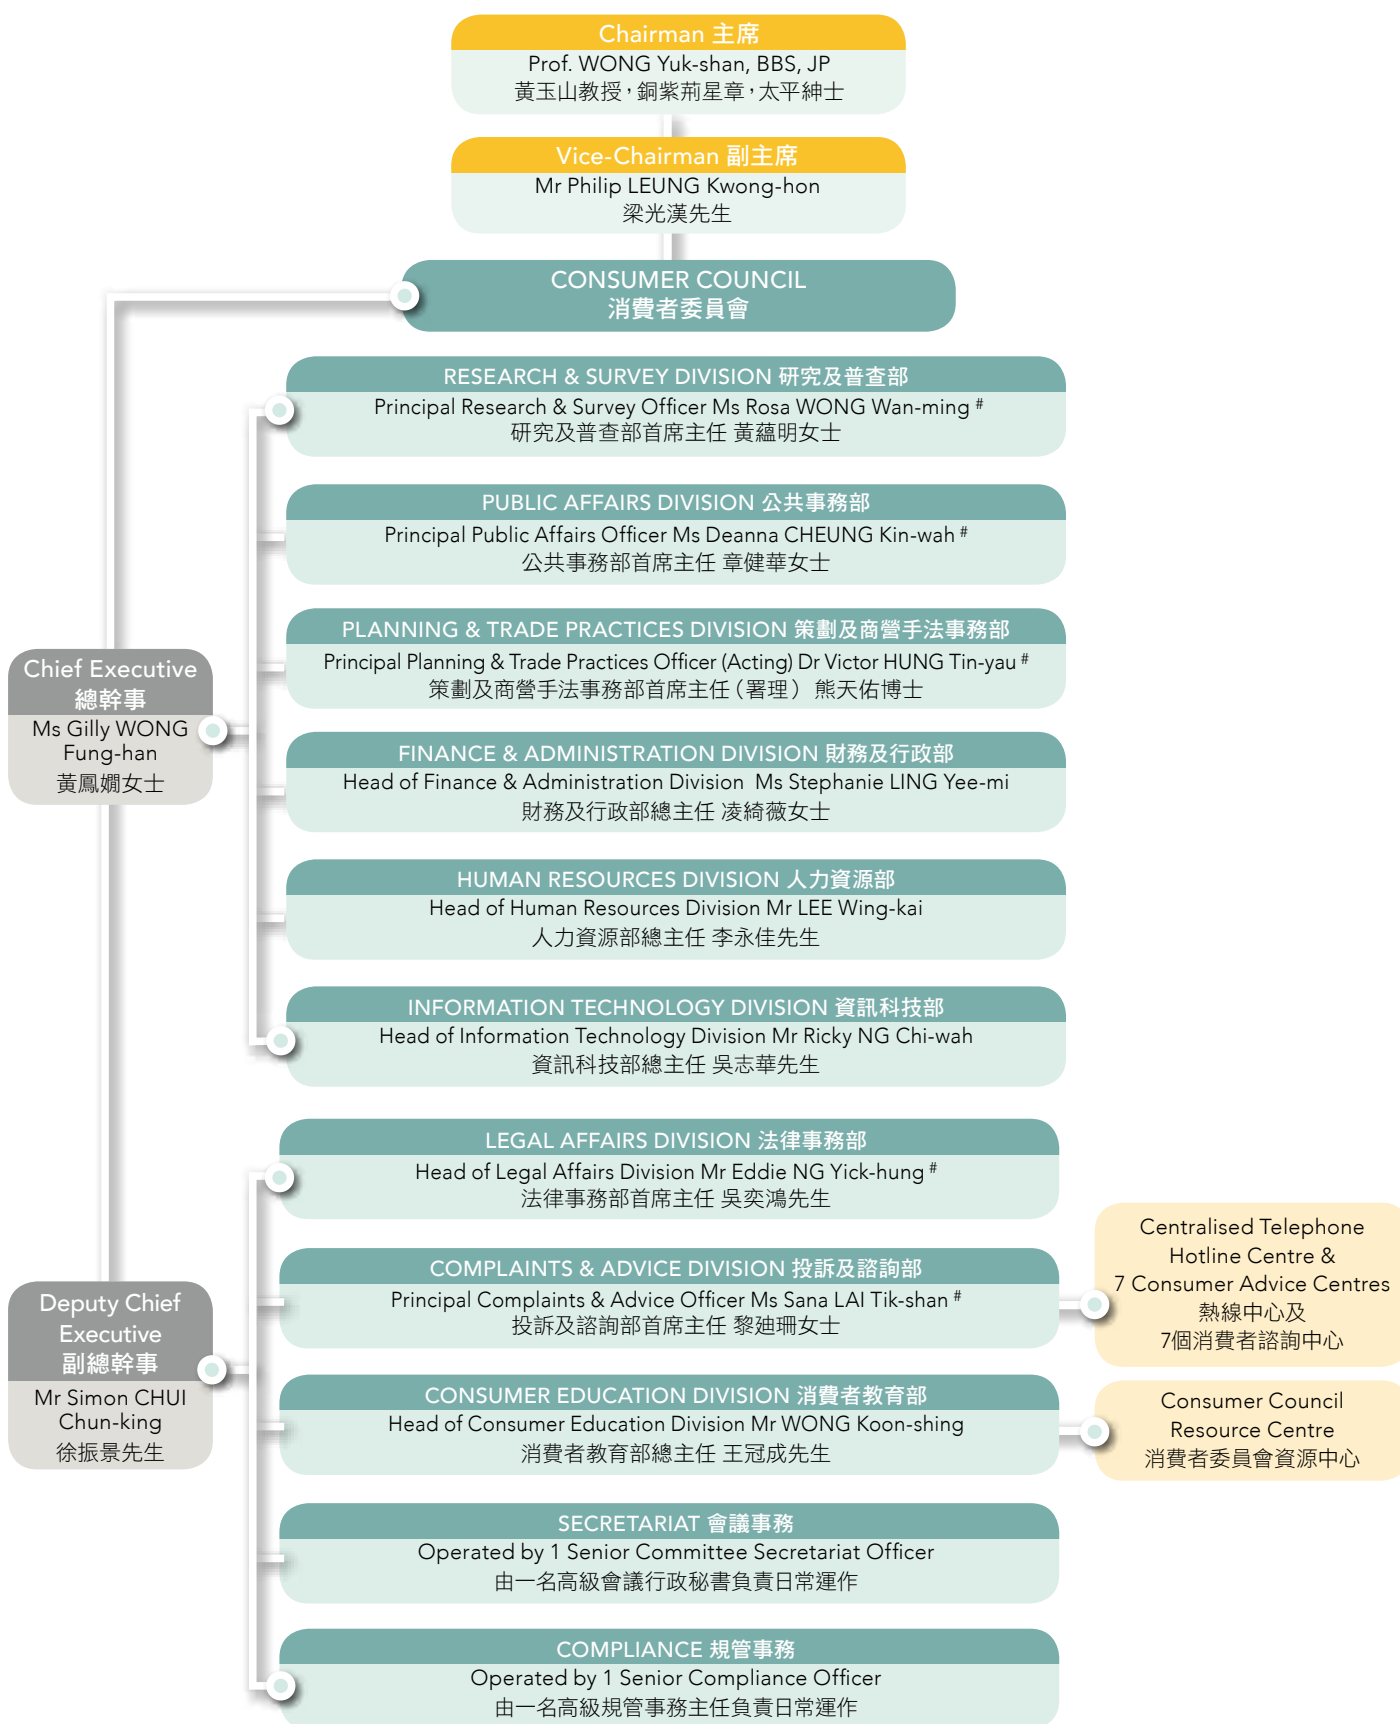 Chairman 主席
Prof. WONG Yuk-shan, BBS, JP
黃玉山教授，銅紫荊星章，太平紳士
Vice-Chairman 副主席
Mr Philip LEUNG Kwong-hon
梁光漢先生
CONSUMER COUNCIL
消費者委員會
RESEARCH & SURVEY DIVISION 研究及普查部
Principal Research & Survey Officer Ms Rosa WONG Wan-ming #
研究及普查部首席主任 黃蘊明女士
PUBLIC AFFAIRS DIVISION 公共事務部
Principal Public Affairs Officer Ms Deanna CHEUNG Kin-wah #
公共事務部首席主任 章健華女士
PLANNING & TRADE PRACTICES DIVISION 策劃及商營手法事務部
Principal Planning & Trade Practices Officer (Acting) Dr Victor HUNG Tin-yau #
策劃及商營手法事務部首席主任（署理） 熊天佑博士
Chief Executive
總幹事
Ms Gilly WONG
Fung-han
黃鳳嫺女士
FINANCE & ADMINISTRATION DIVISION 財務及行政部
Head of Finance & Administration Division Ms Stephanie LING Yee-mi
財務及行政部總主任 凌綺薇女士
HUMAN RESOURCES DIVISION 人力資源部
Head of Human Resources Division Mr LEE Wing-kai
人力資源部總主任 李永佳先生
INFORMATION TECHNOLOGY DIVISION 資訊科技部
Head of Information Technology Division Mr Ricky NG Chi-wah
資訊科技部總主任 吳志華先生
LEGAL AFFAIRS DIVISION 法律事務部
Head of Legal Affairs Division Mr Eddie NG Yick-hung #
法律事務部首席主任 吳奕鴻先生
COMPLAINTS & ADVICE DIVISION 投訴及諮詢部
Principal Complaints & Advice Officer Ms Sana LAI Tik-shan #
投訴及諮詢部首席主任 黎廸珊女士
Centralised Telephone
Hotline Centre &
7 Consumer Advice Centres
熱線中心及
7個消費者諮詢中心
Deputy Chief
Executive
副總幹事
Mr Simon CHUI
Chun-king
徐振景先生
CONSUMER EDUCATION DIVISION 消費者教育部
Head of Consumer Education Division Mr WONG Koon-shing
消費者教育部總主任 王冠成先生
Consumer Council
Resource Centre
消費者委員會資源中心
SECRETARIAT 會議事務
Operated by 1 Senior Committee Secretariat Officer
由一名高級會議行政秘書負責日常運作
COMPLIANCE 規管事務
Operated by 1 Senior Compliance Officer
由一名高級規管事務主任負責日常運作